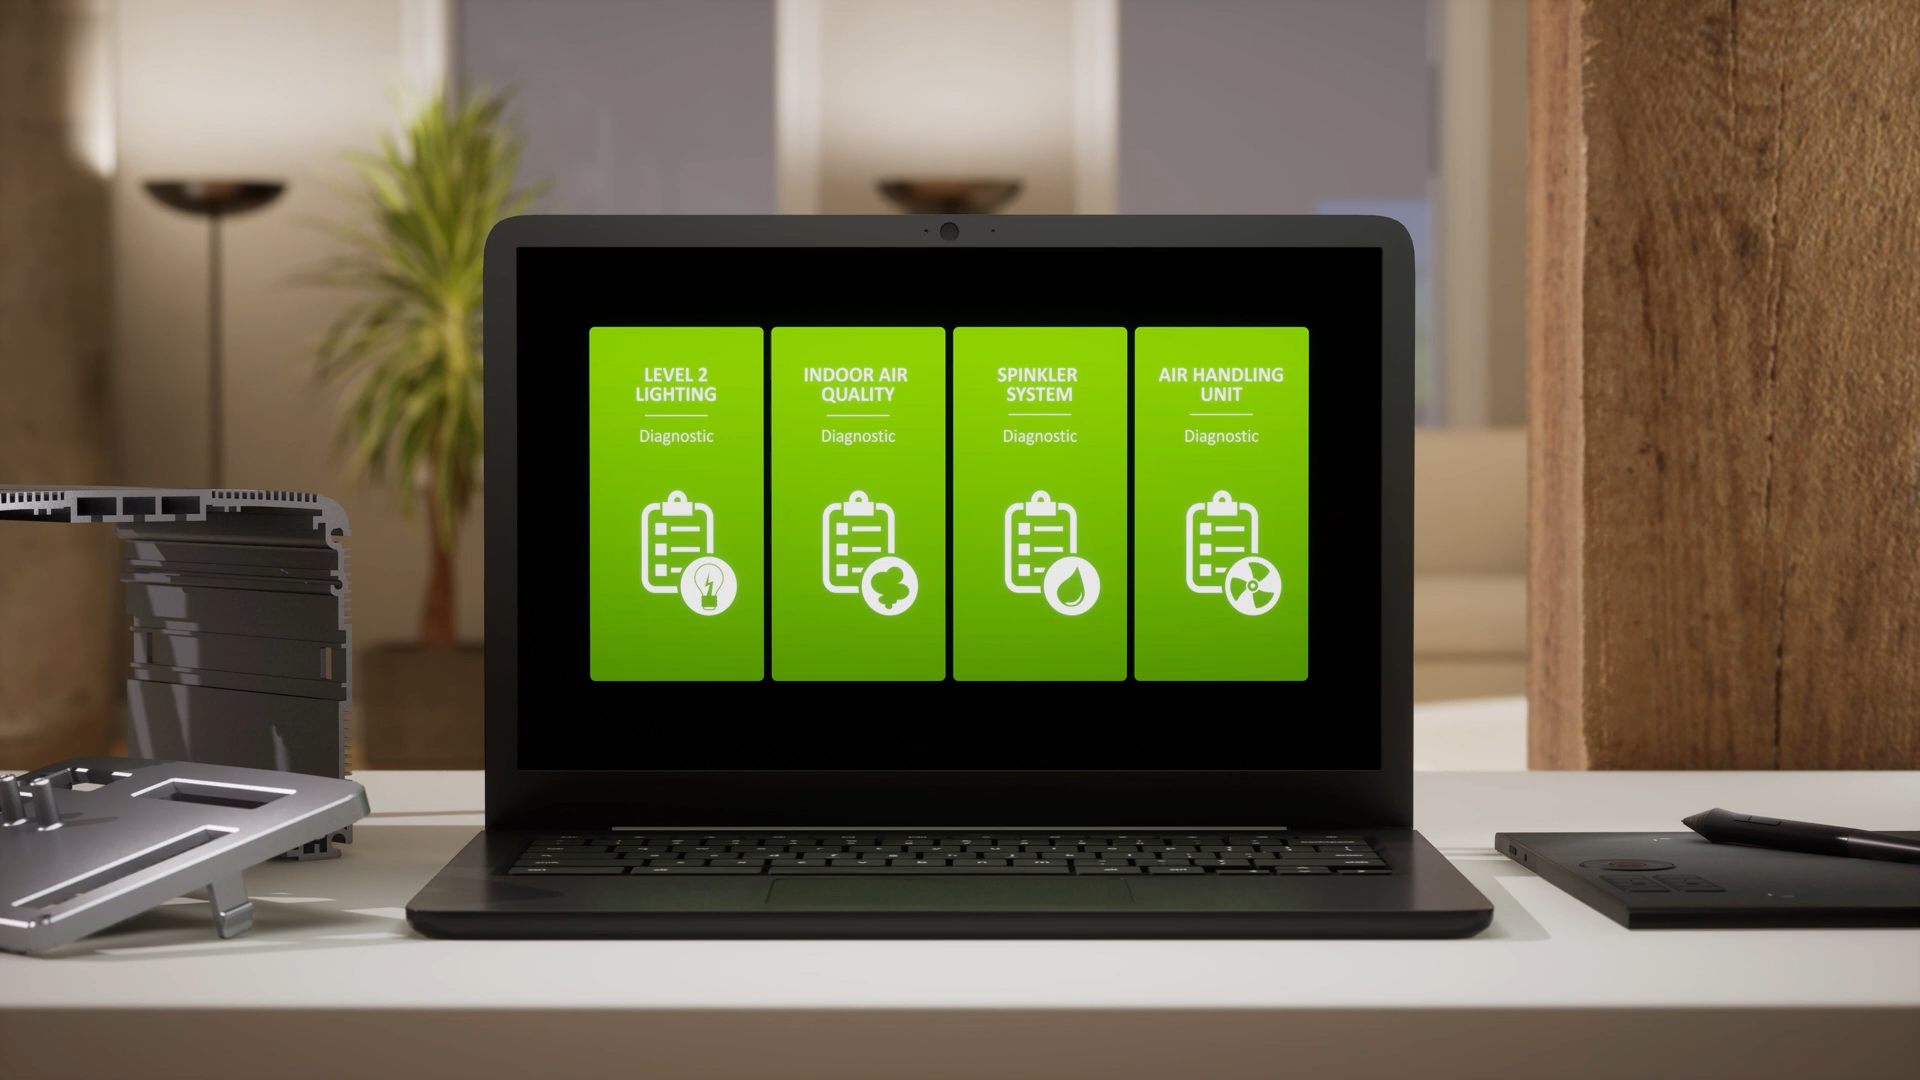 LEVEL 2
LIGHTING
Diagnostic
INDOOR AIR
QUALITY
Diagnostic
SPINKLER
SYSTEM
Diagnostic
AIR HANDLING
UNIT
Diagnostic